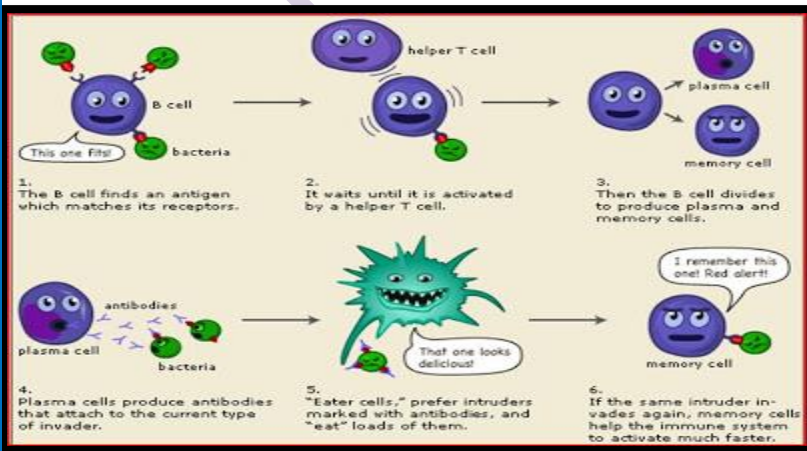 helper T cell
B cell
This one fits!
bacteria
plasma cell
memory cell
1.
The B cell finds an antigen
which matches its receptors.
2.
It waits until it is activated
by a helper T cell.
3.
Then the B cell divides
to produce plasma and
memory cells.
antibodies
plasma cell
bacteria
That one looks
delicious!
I remember this
one! Red alert!
memory cell
4.
Plasma cells produce antibodies
that attach to the current type
of invader.
5.
"Eater cells," prefer intruders
marked with antibodies, and
"eat" loads of them.
6.
If the same intruder in-
vades again, memory cells
help the immune system
to activate much faster.